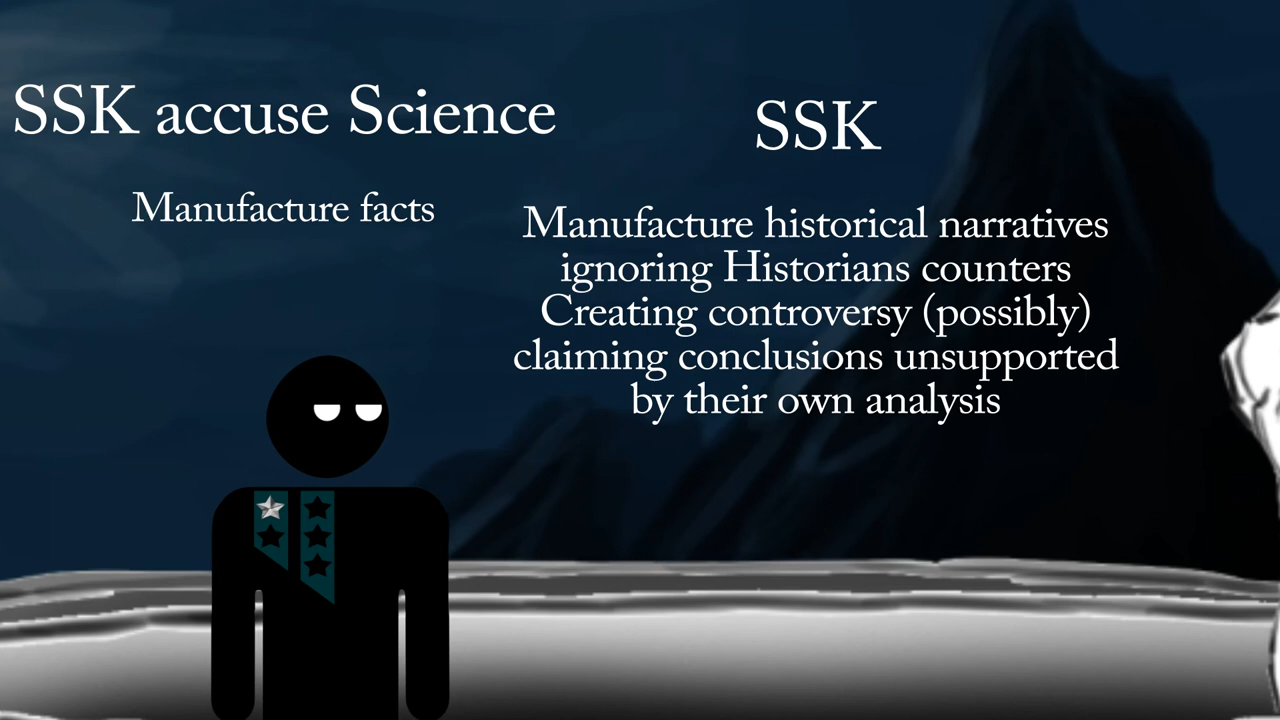 SSK accuse Science
Manufacture facts
SSK
Manufacture historical narratives
ignoring Historians counters
Creating controversy (possibly)
claiming conclusions unsupported
by their own analysis